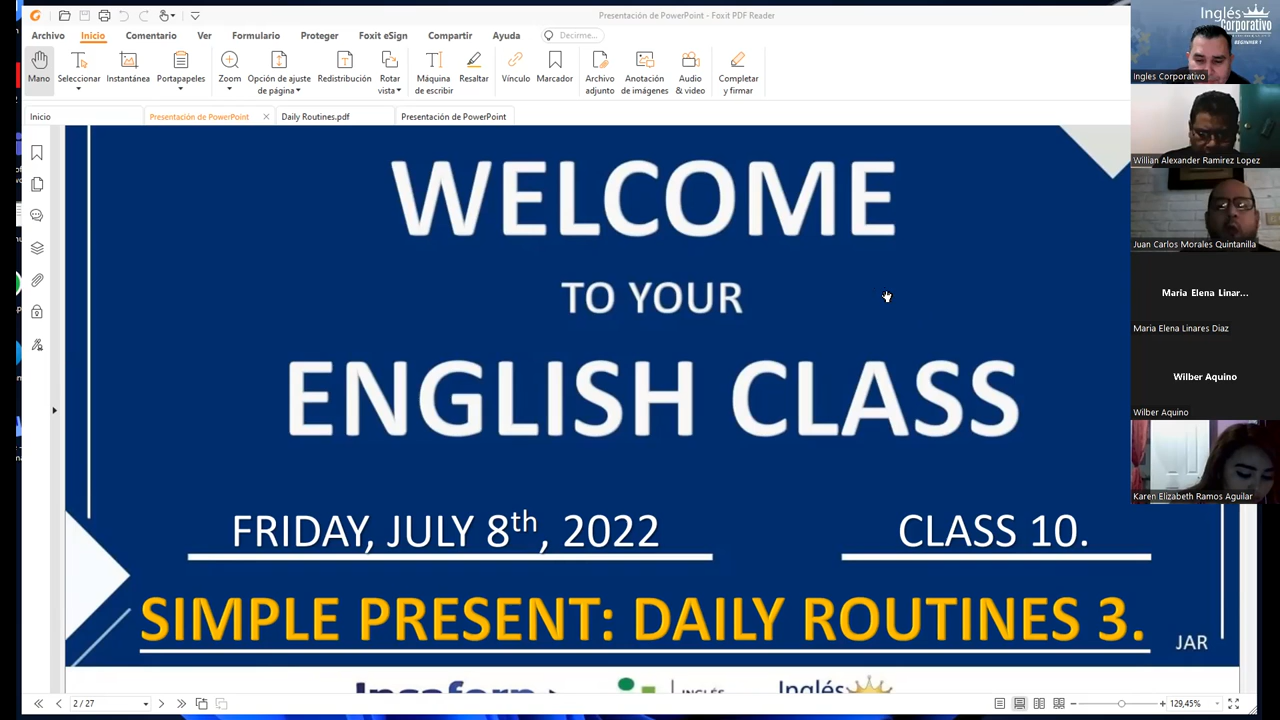 Presentación de PowerPoint - Foxit PDF Reader
Archivo Inicio Comentario Ver Formulario Proteger Foxit eSign Compartir Ayuda Decirme...
Mano Seleccionar Instantánea Portapapeles Zoom Opción de ajuste de página Redistribución Rotar vista Máquina de escribir Resaltar Vínculo Marcador Archivo adjunto Anotación de imágenes Audio & video Completar y firmar
Inicio Presentación de PowerPoint Daily Routines.pdf Presentación de PowerPoint
WELCOME
TO YOUR
ENGLISH CLASS
FRIDAY, JULY 8th, 2022 CLASS 10.
SIMPLE PRESENT: DAILY ROUTINES 3.
JAR
INGLÉS
Inglés
2 / 27
129,45%
Inglés
Corporativo
BEGINNER 1
Ingles Corporativo
Willian Alexander Ramirez Lopez
Juan Carlos Morales Quintanilla
Maria Elena Linar...
Maria Elena Linares Diaz
Wilber Aquino
Wilber Aquino
Karen Elizabeth Ramos Aguilar